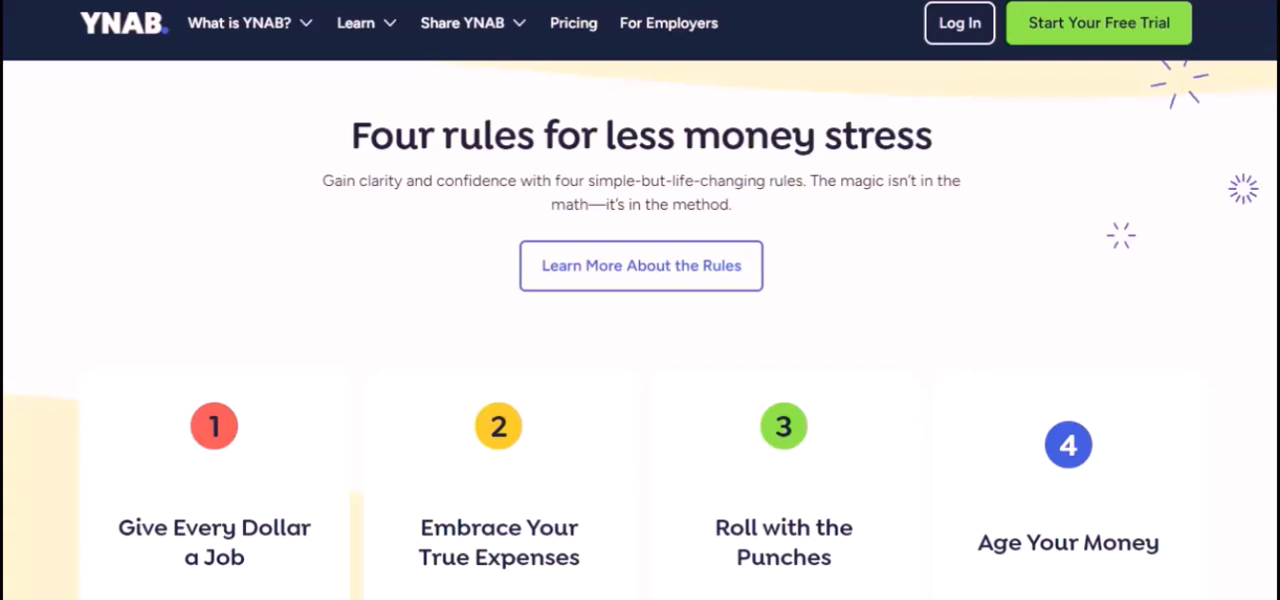 YNAB. What is YNAB? Learn Share YNAB Pricing For Employers Log In Start Your Free Trial
Four rules for less money stress
Gain clarity and confidence with four simple-but-life-changing rules. The magic isn’t in the
math—it’s in the method.
Learn More About the Rules
1
Give Every Dollar
a Job
2
Embrace Your
True Expenses
3
Roll with the
Punches
4
Age Your Money